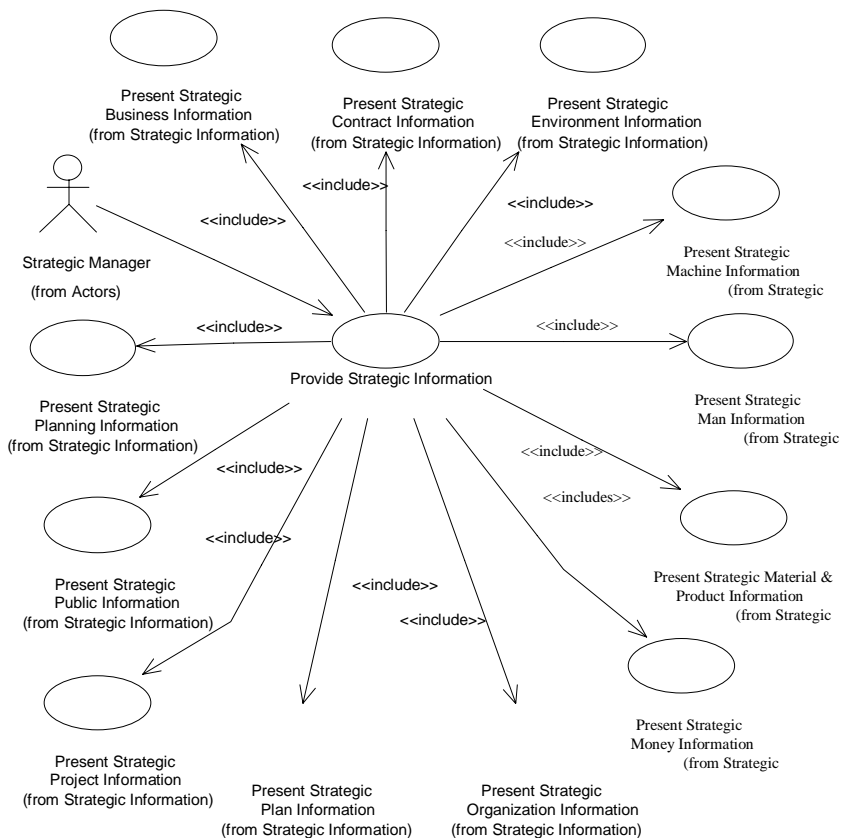 Present Strategic
Business Information
(from Strategic Information)
Present Strategic
Contract Information
(from Strategic Information)
Present Strategic
Environment Information
(from Strategic Information)
<<include>>
<<include>>
<<include>>
<<include>>
Present Strategic
Machine Information
(from Strategic
Strategic Manager
(from Actors)
<<include>>
<<include>>
Provide Strategic Information
Present Strategic
Planning Information
(from Strategic Information)
Present Strategic
Man Information
(from Strategic
<<include>>
<<include>>
<<include>>
<<includes>>
Present Strategic
Public Information
(from Strategic Information)
<<include>>
<<include>>
Present Strategic Material &
Product Information
(from Strategic
Present Strategic
Money Information
(from Strategic
Present Strategic
Project Information
(from Strategic Information)
Present Strategic
Plan Information
(from Strategic Information)
Present Strategic
Organization Information
(from Strategic Information)